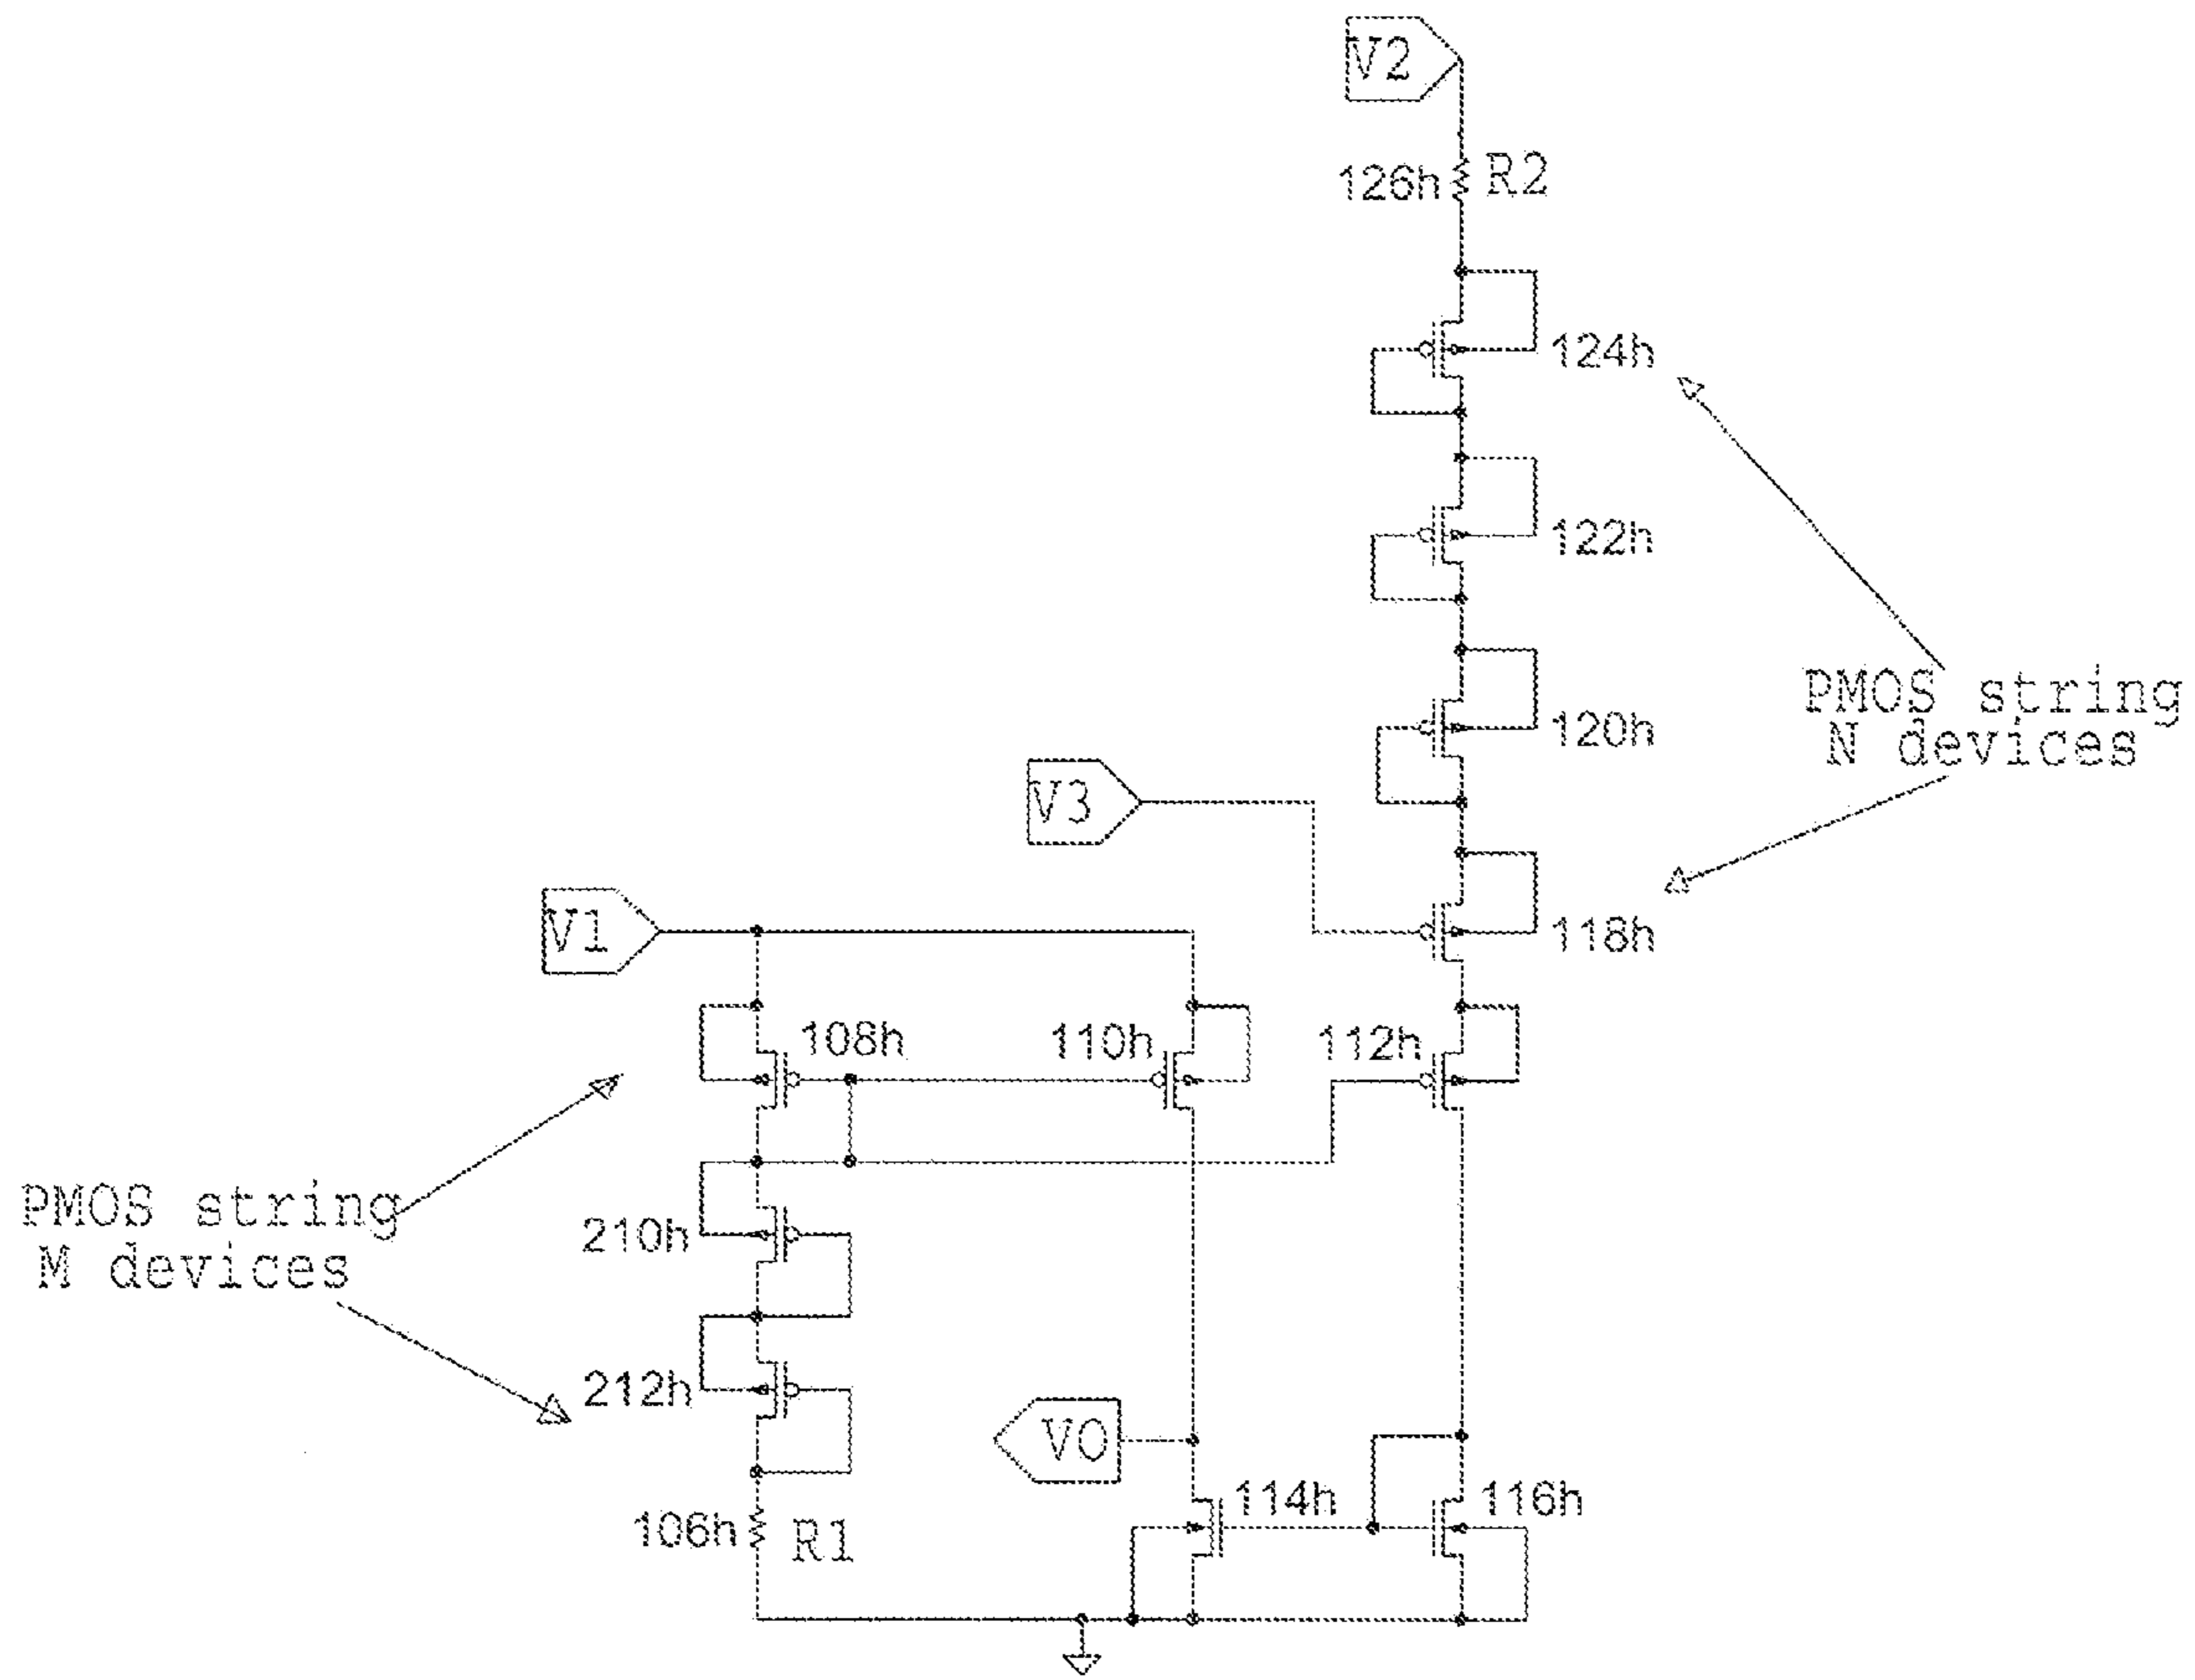 V2
126h R2
124h
122h
120h
PMOS string
N devices
V3
118h
V1
108h 110h 112h
PMOS string
M devices
210h
212h
VO
114h 116h
106h R1